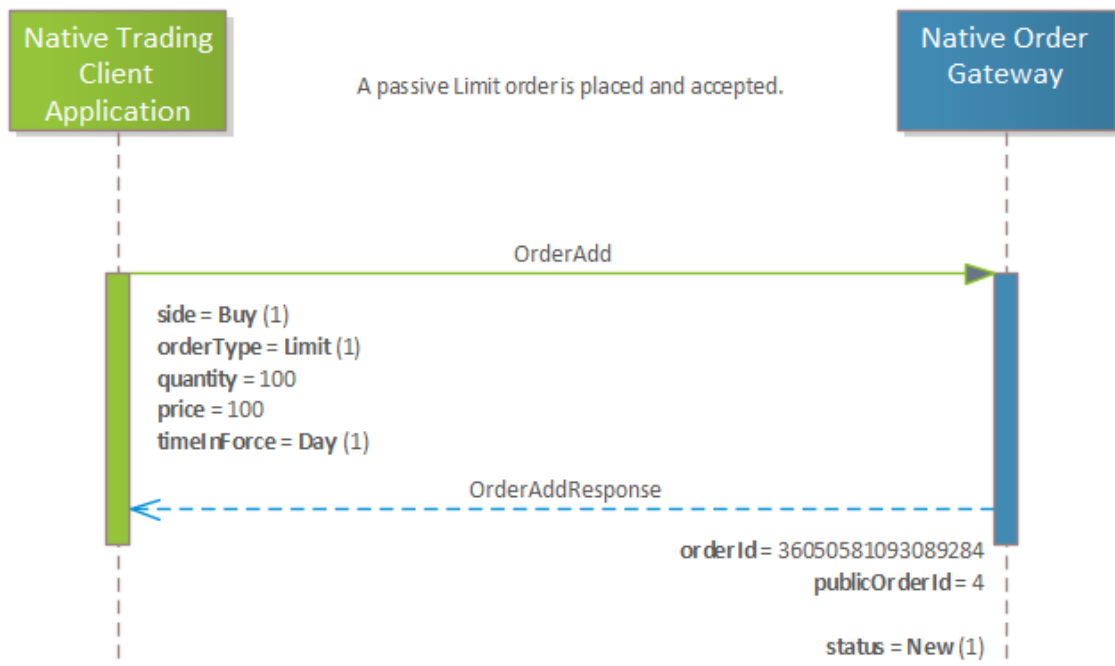 Native Trading
Client
Application
Native Order
Gateway
A passive Limit order is placed and accepted.
OrderAdd
side = Buy (1)
orderType = Limit (1)
quantity = 100
price = 100
timeInForce = Day (1)
OrderAddResponse
orderId = 36050581093089284
publicOrderId = 4
status = New (1)